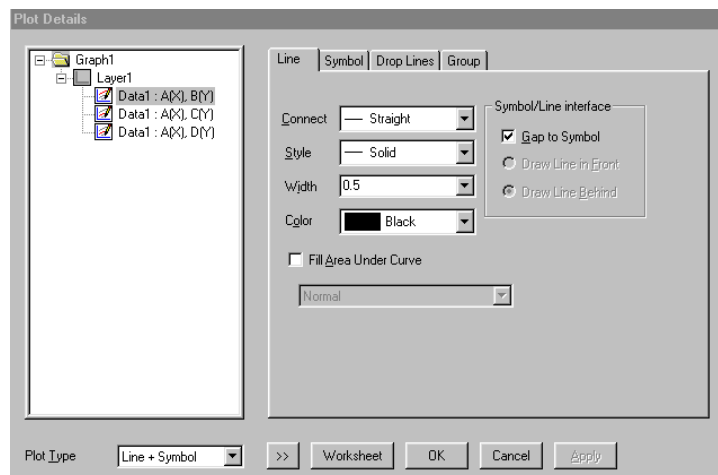 Plot Details
Graph1
Layer1
Data1 : A(X), B(Y)
Data1 : A(X), C(Y)
Data1 : A(X), D(Y)
Line Symbol Drop Lines Group
Connect Straight
Style Solid
Width 0.5
Color Black
Symbol/Line interface
Gap to Symbol
Draw Line in Front
Draw Line Behind
Fill Area Under Curve
Normal
Plot Type Line + Symbol >> Worksheet OK Cancel Apply